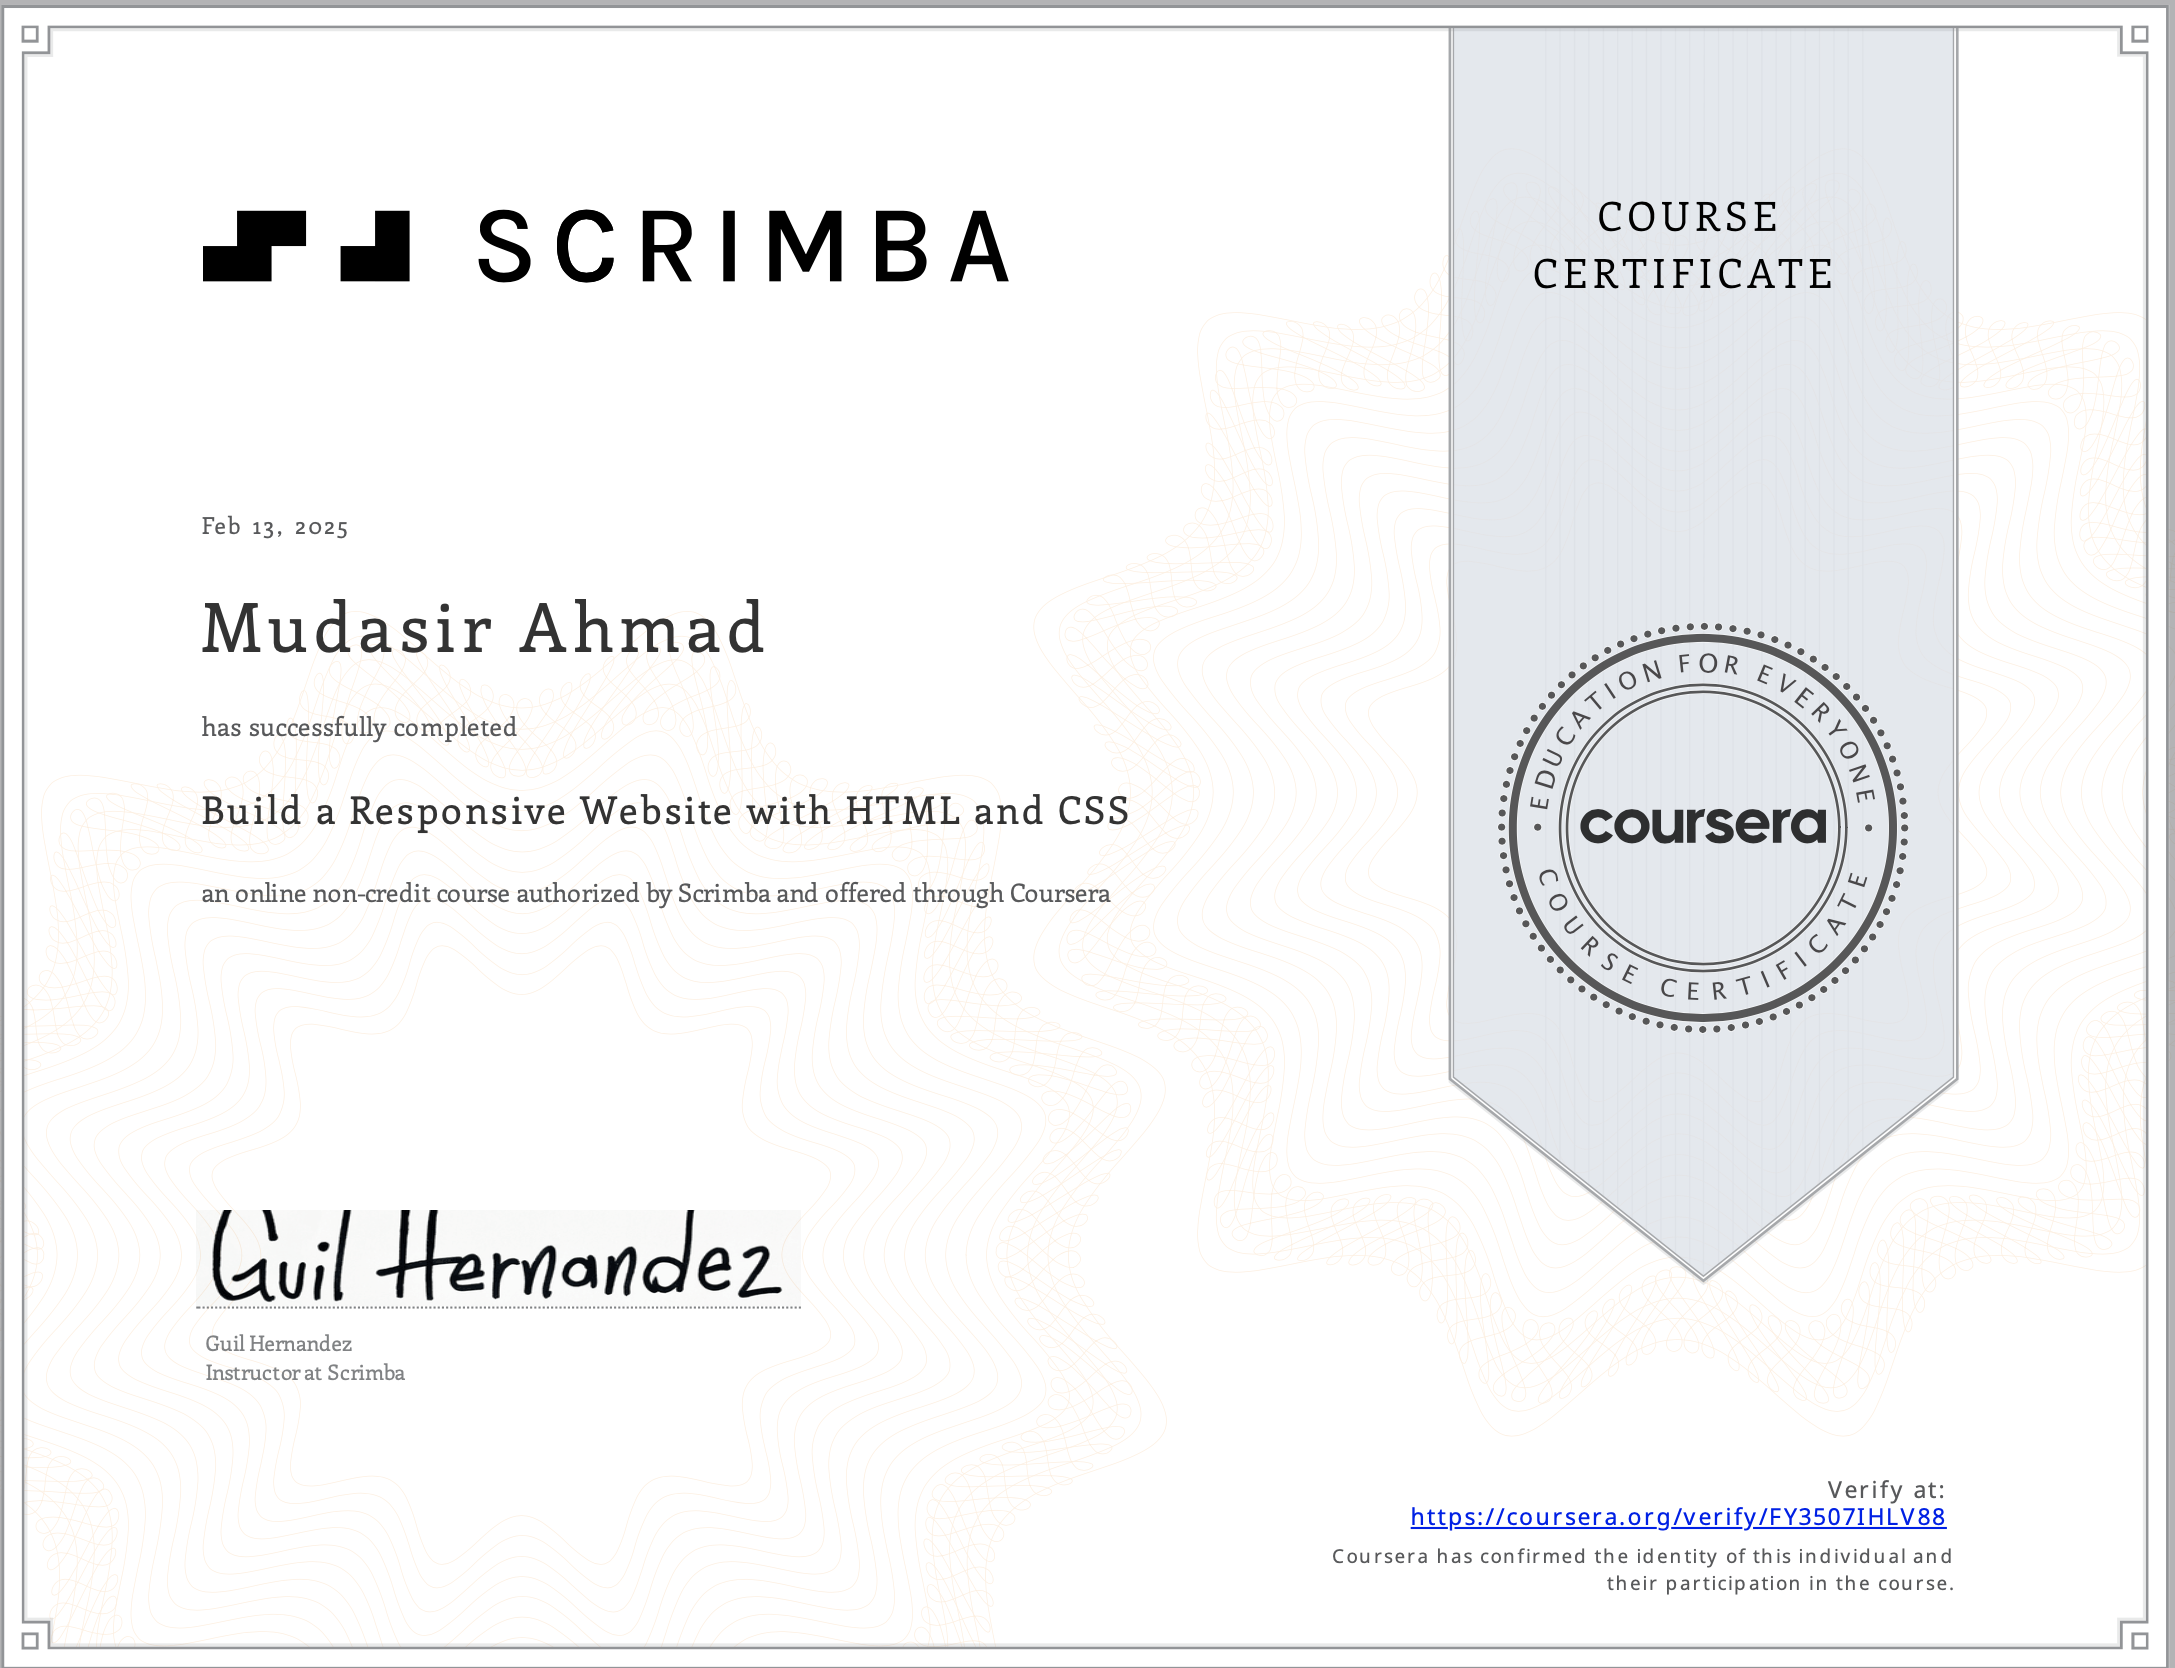 SCRIMBA
COURSE
CERTIFICATE
Feb 13, 2025
Mudasir Ahmad
has successfully completed
Build a Responsive Website with HTML and CSS
an online non-credit course authorized by Scrimba and offered through Coursera
EDUCATION FOR EVERYONE
coursera
COURSE CERTIFICATE
Guil Hernandez
Guil Hernandez
Instructor at Scrimba
Verify at:
https://coursera.org/verify/FY3507IHLV88
Coursera has confirmed the identity of this individual and
their participation in the course.